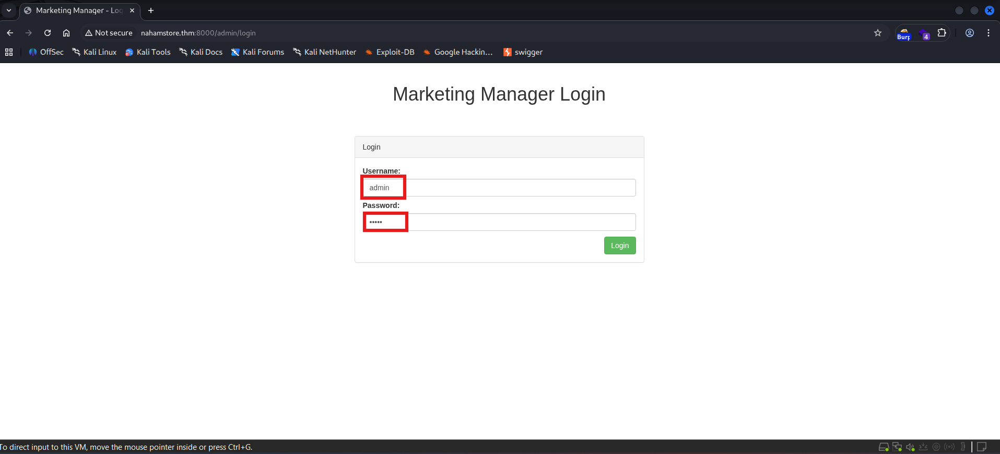 Marketing Manager - Log
Not secure nahamstore.thm:8000/admin/login
Burp
4
OffSec Kali Linux Kali Tools Kali Docs Kali Forums Kali NetHunter Exploit-DB Google Hackin… swigger
Marketing Manager Login
Login
Username:
admin
Password:
•••••
Login
To direct input to this VM, move the mouse pointer inside or press Ctrl+G.